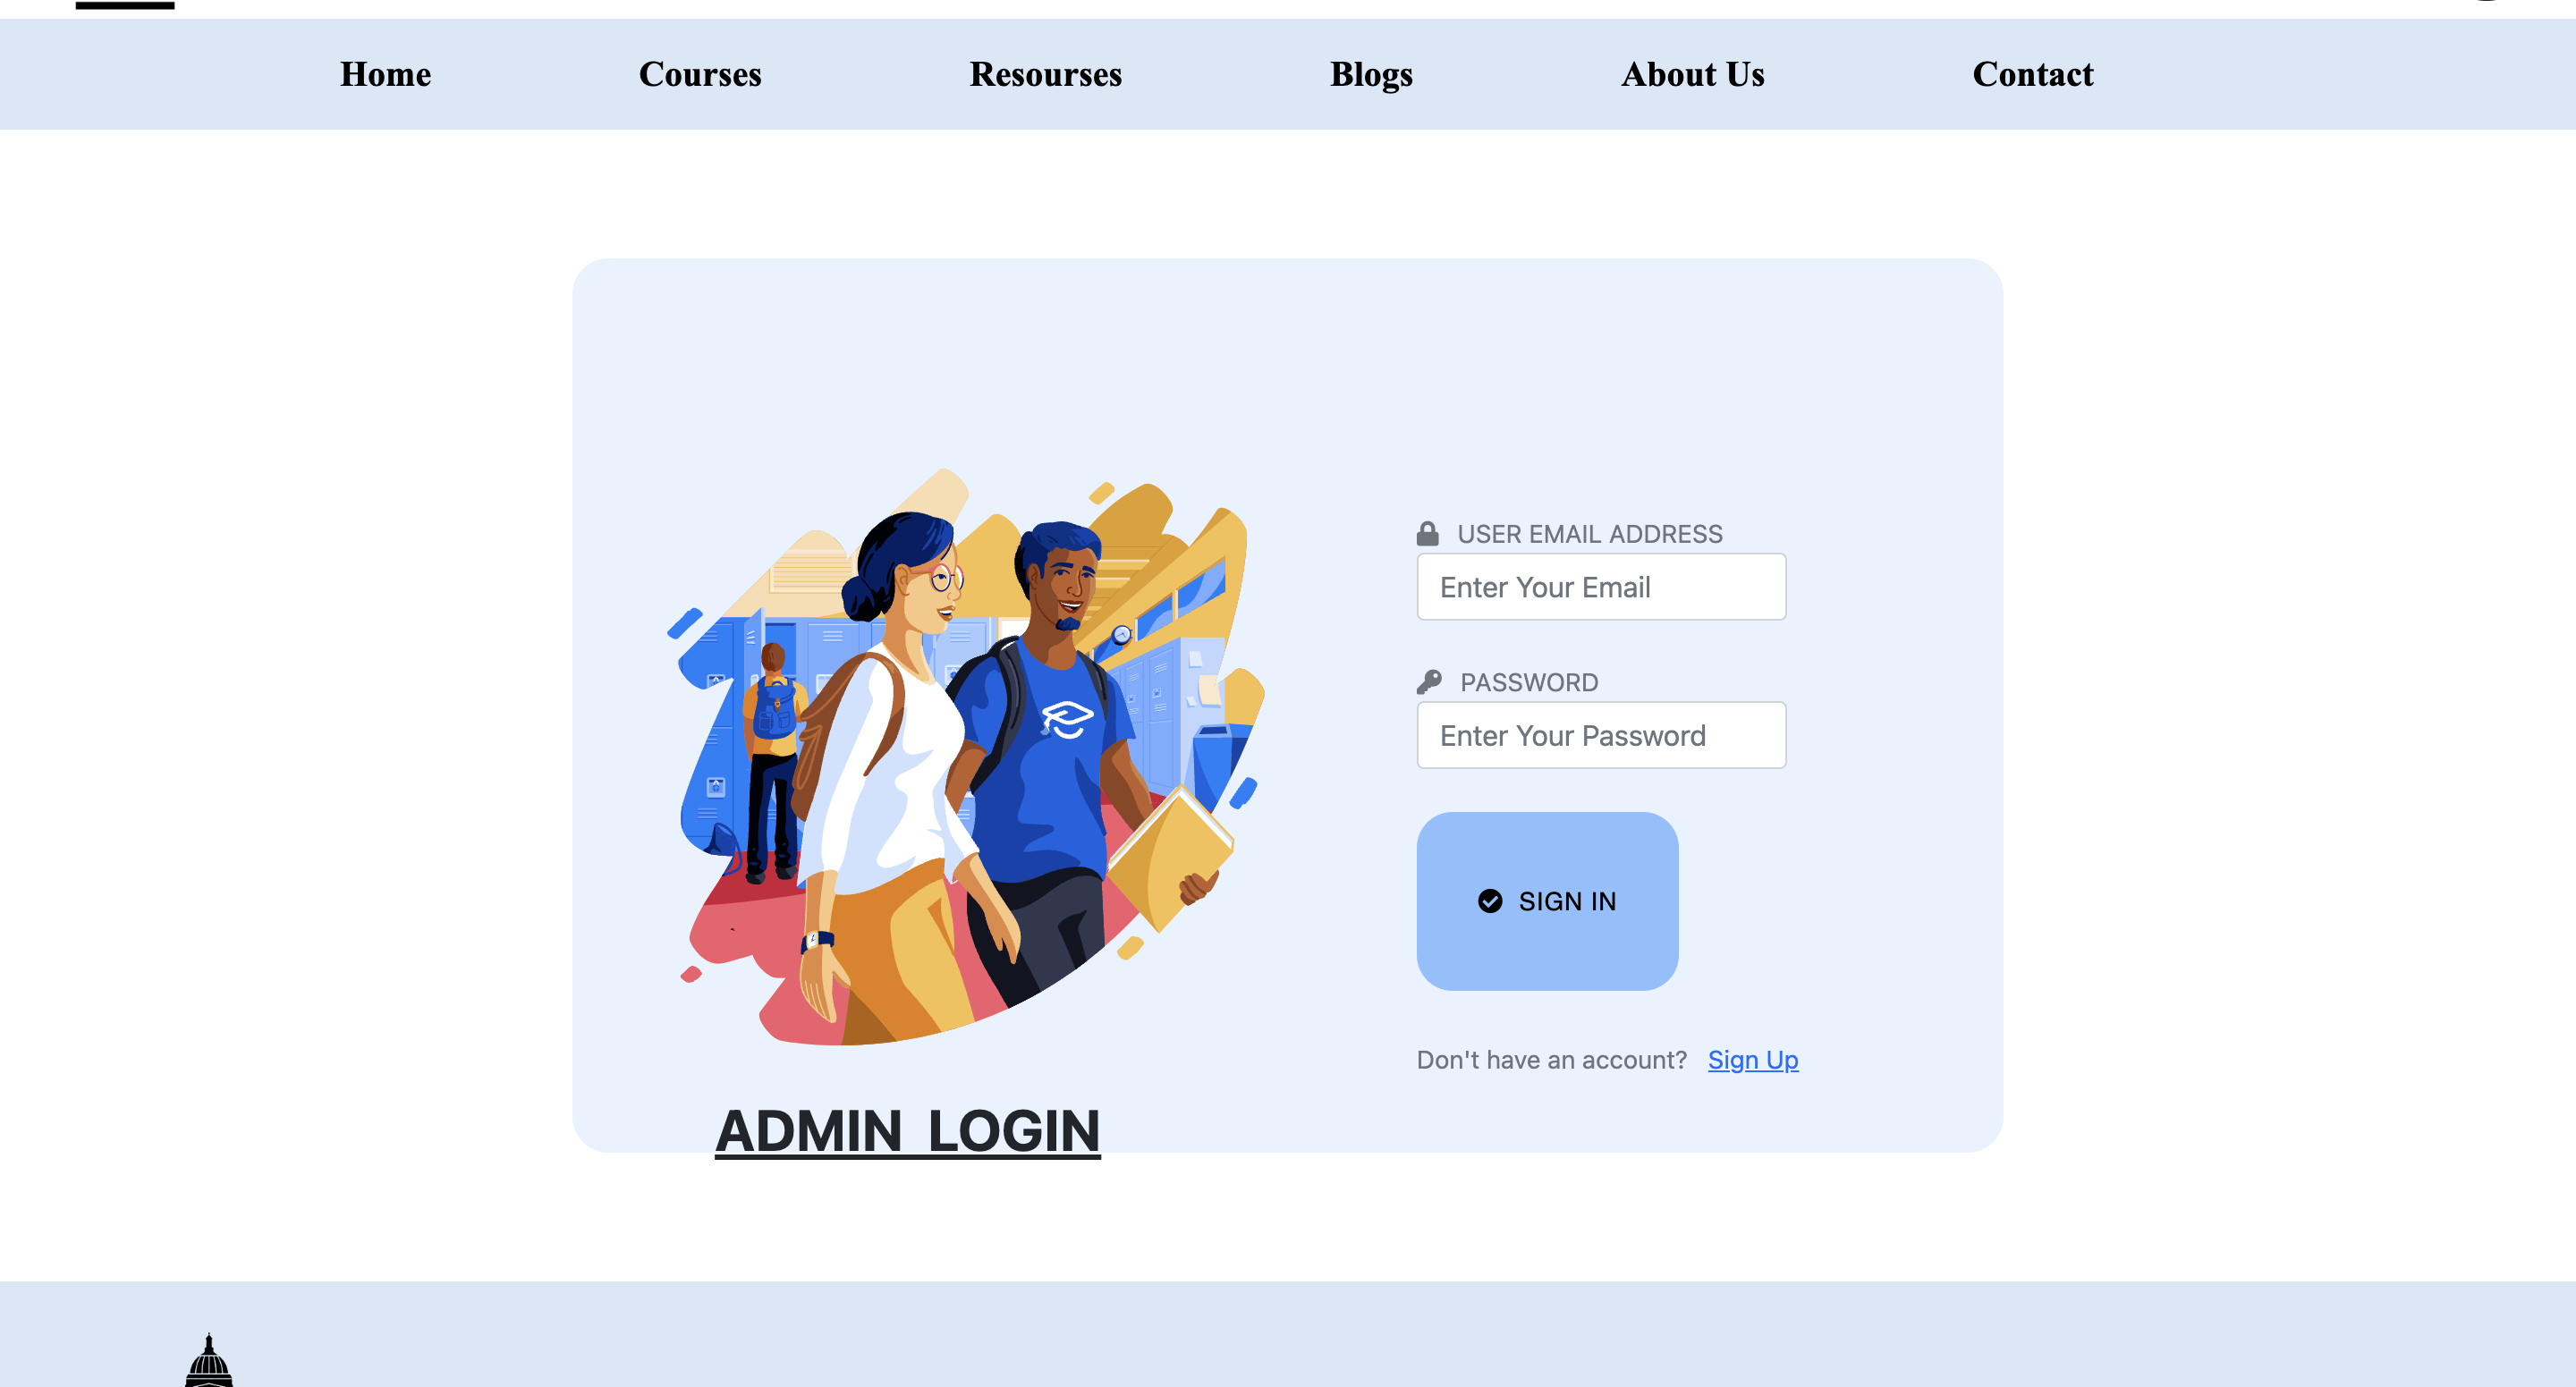 Home Courses Resourses Blogs About Us Contact
USER EMAIL ADDRESS
Enter Your Email
PASSWORD
Enter Your Password
SIGN IN
Don't have an account? Sign Up
ADMIN LOGIN